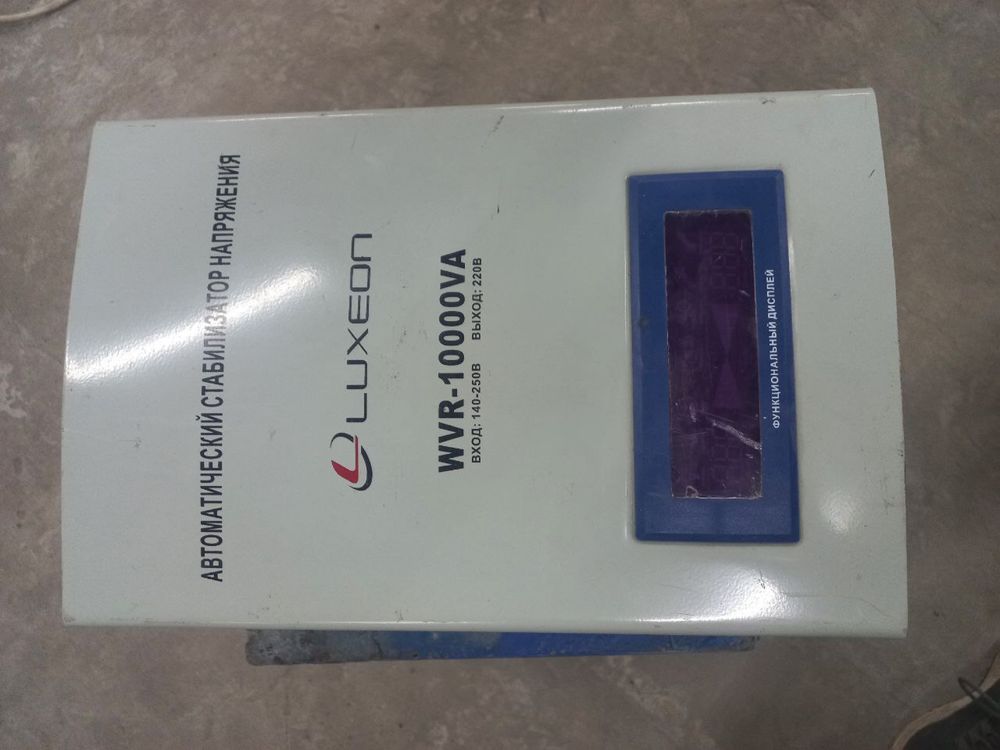 АВТОМАТИЧЕСКИЙ СТАБИЛИЗАТОР НАПРЯЖЕНИЯ
LUXEON
WVR-10000VA
ВХОД: 140-250В ВЫХОД: 220В
ФУНКЦИОНАЛЬНЫЙ ДИСПЛЕЙ